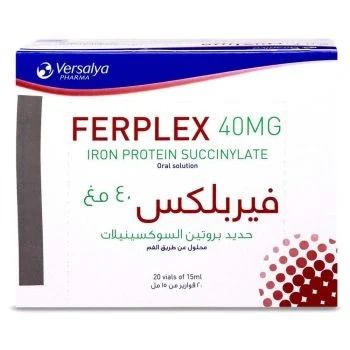 Versalya
PHARMA
FERPLEX 40MG
IRON PROTEIN SUCCINYLATE
Oral solution
فيربلكس ٤٠ مغ
حديد بروتين السوكسينيلات
محلول عن طريق الفم
20 vials of 15ml
٢٠ قوارير من ١٥ مل